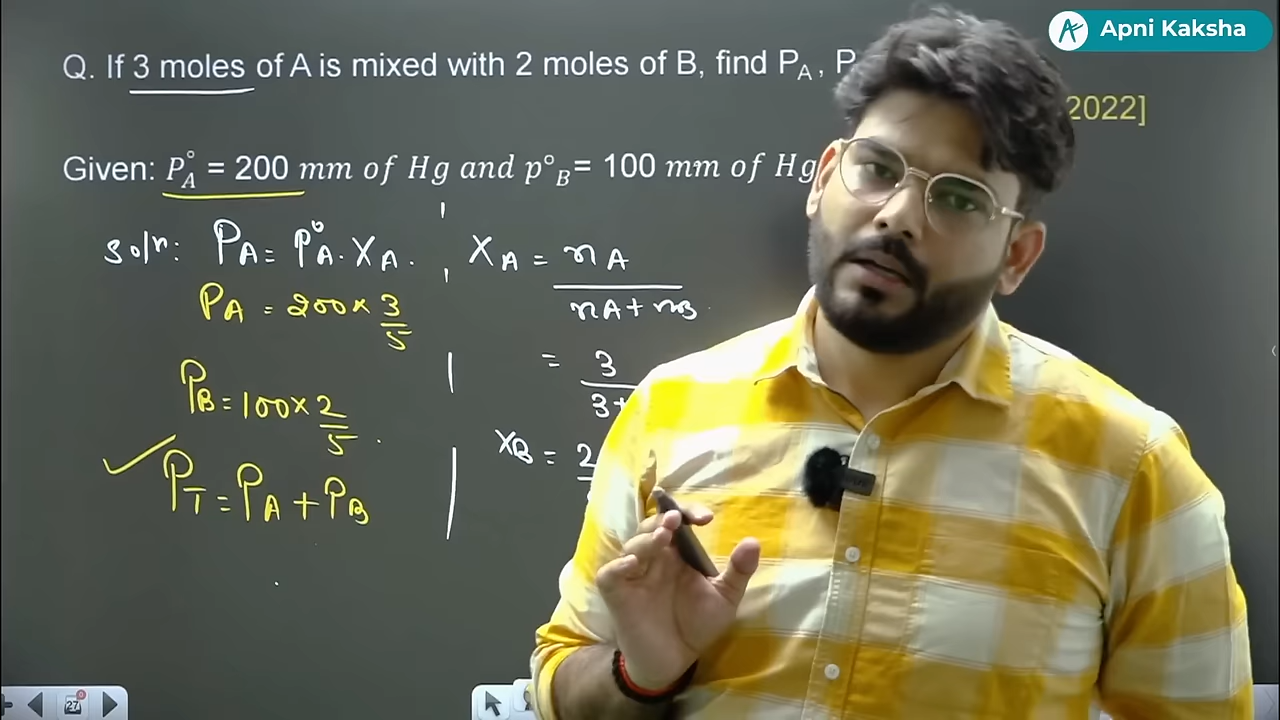 Apni Kaksha
Q. If 3 moles of A is mixed with 2 moles of B, find P_A, P
2022]
Given: P°_A = 200 mm of Hg and p°_B = 100 mm of Hg
Soln: P_A = P°_A . X_A.
P_A = 200 × 3/5
P_B = 100 × 2/5
P_T = P_A + P_B
X_A = n_A / n_A + n_B
= 3 / 3+
X_B = 2
27